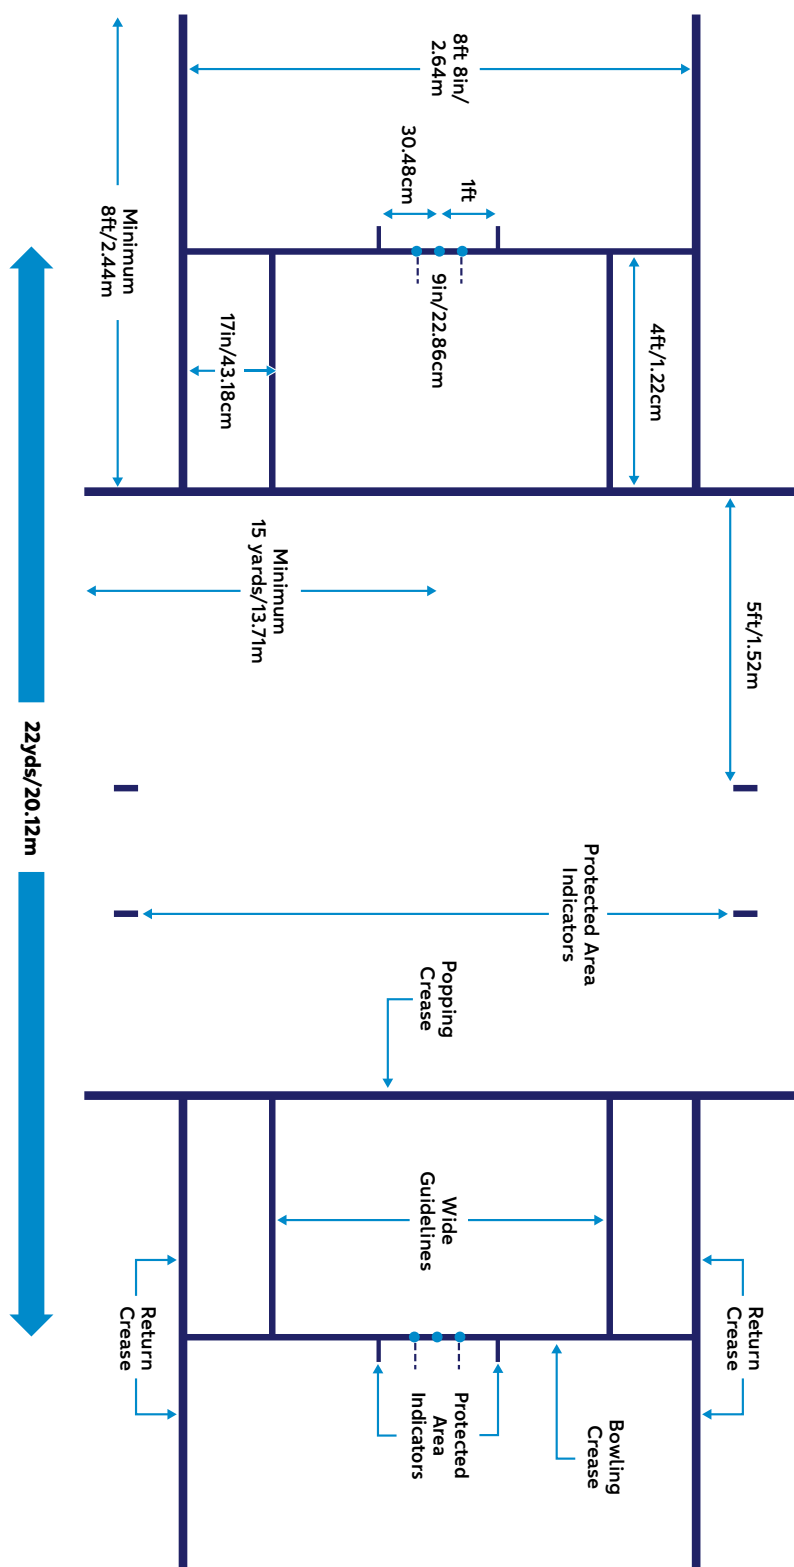 5ft/1.52m
Return
Crease
4ft/1.22cm
Bowling
Crease
Protected Area
Indicators
8ft 8in/
2.64m
1ft
30.48cm
9in/22.86cm
Popping
Crease
Wide
Guidelines
Protected
Area
Indicators
Minimum
15 yards/13.71m
17in/43.18cm
Return
Crease
Minimum
8ft/2.44m
22yds/20.12m